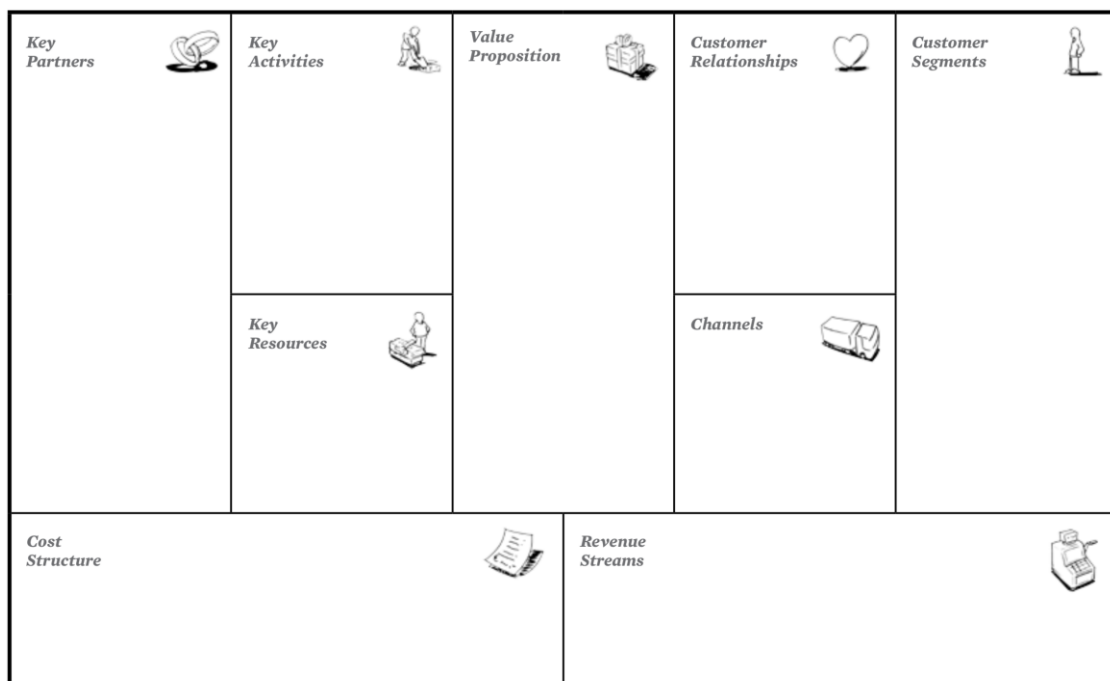 Key
Partners
Key
Activities
Value
Proposition
Customer
Relationships
Customer
Segments
Key
Resources
Channels
Cost
Structure
Revenue
Streams